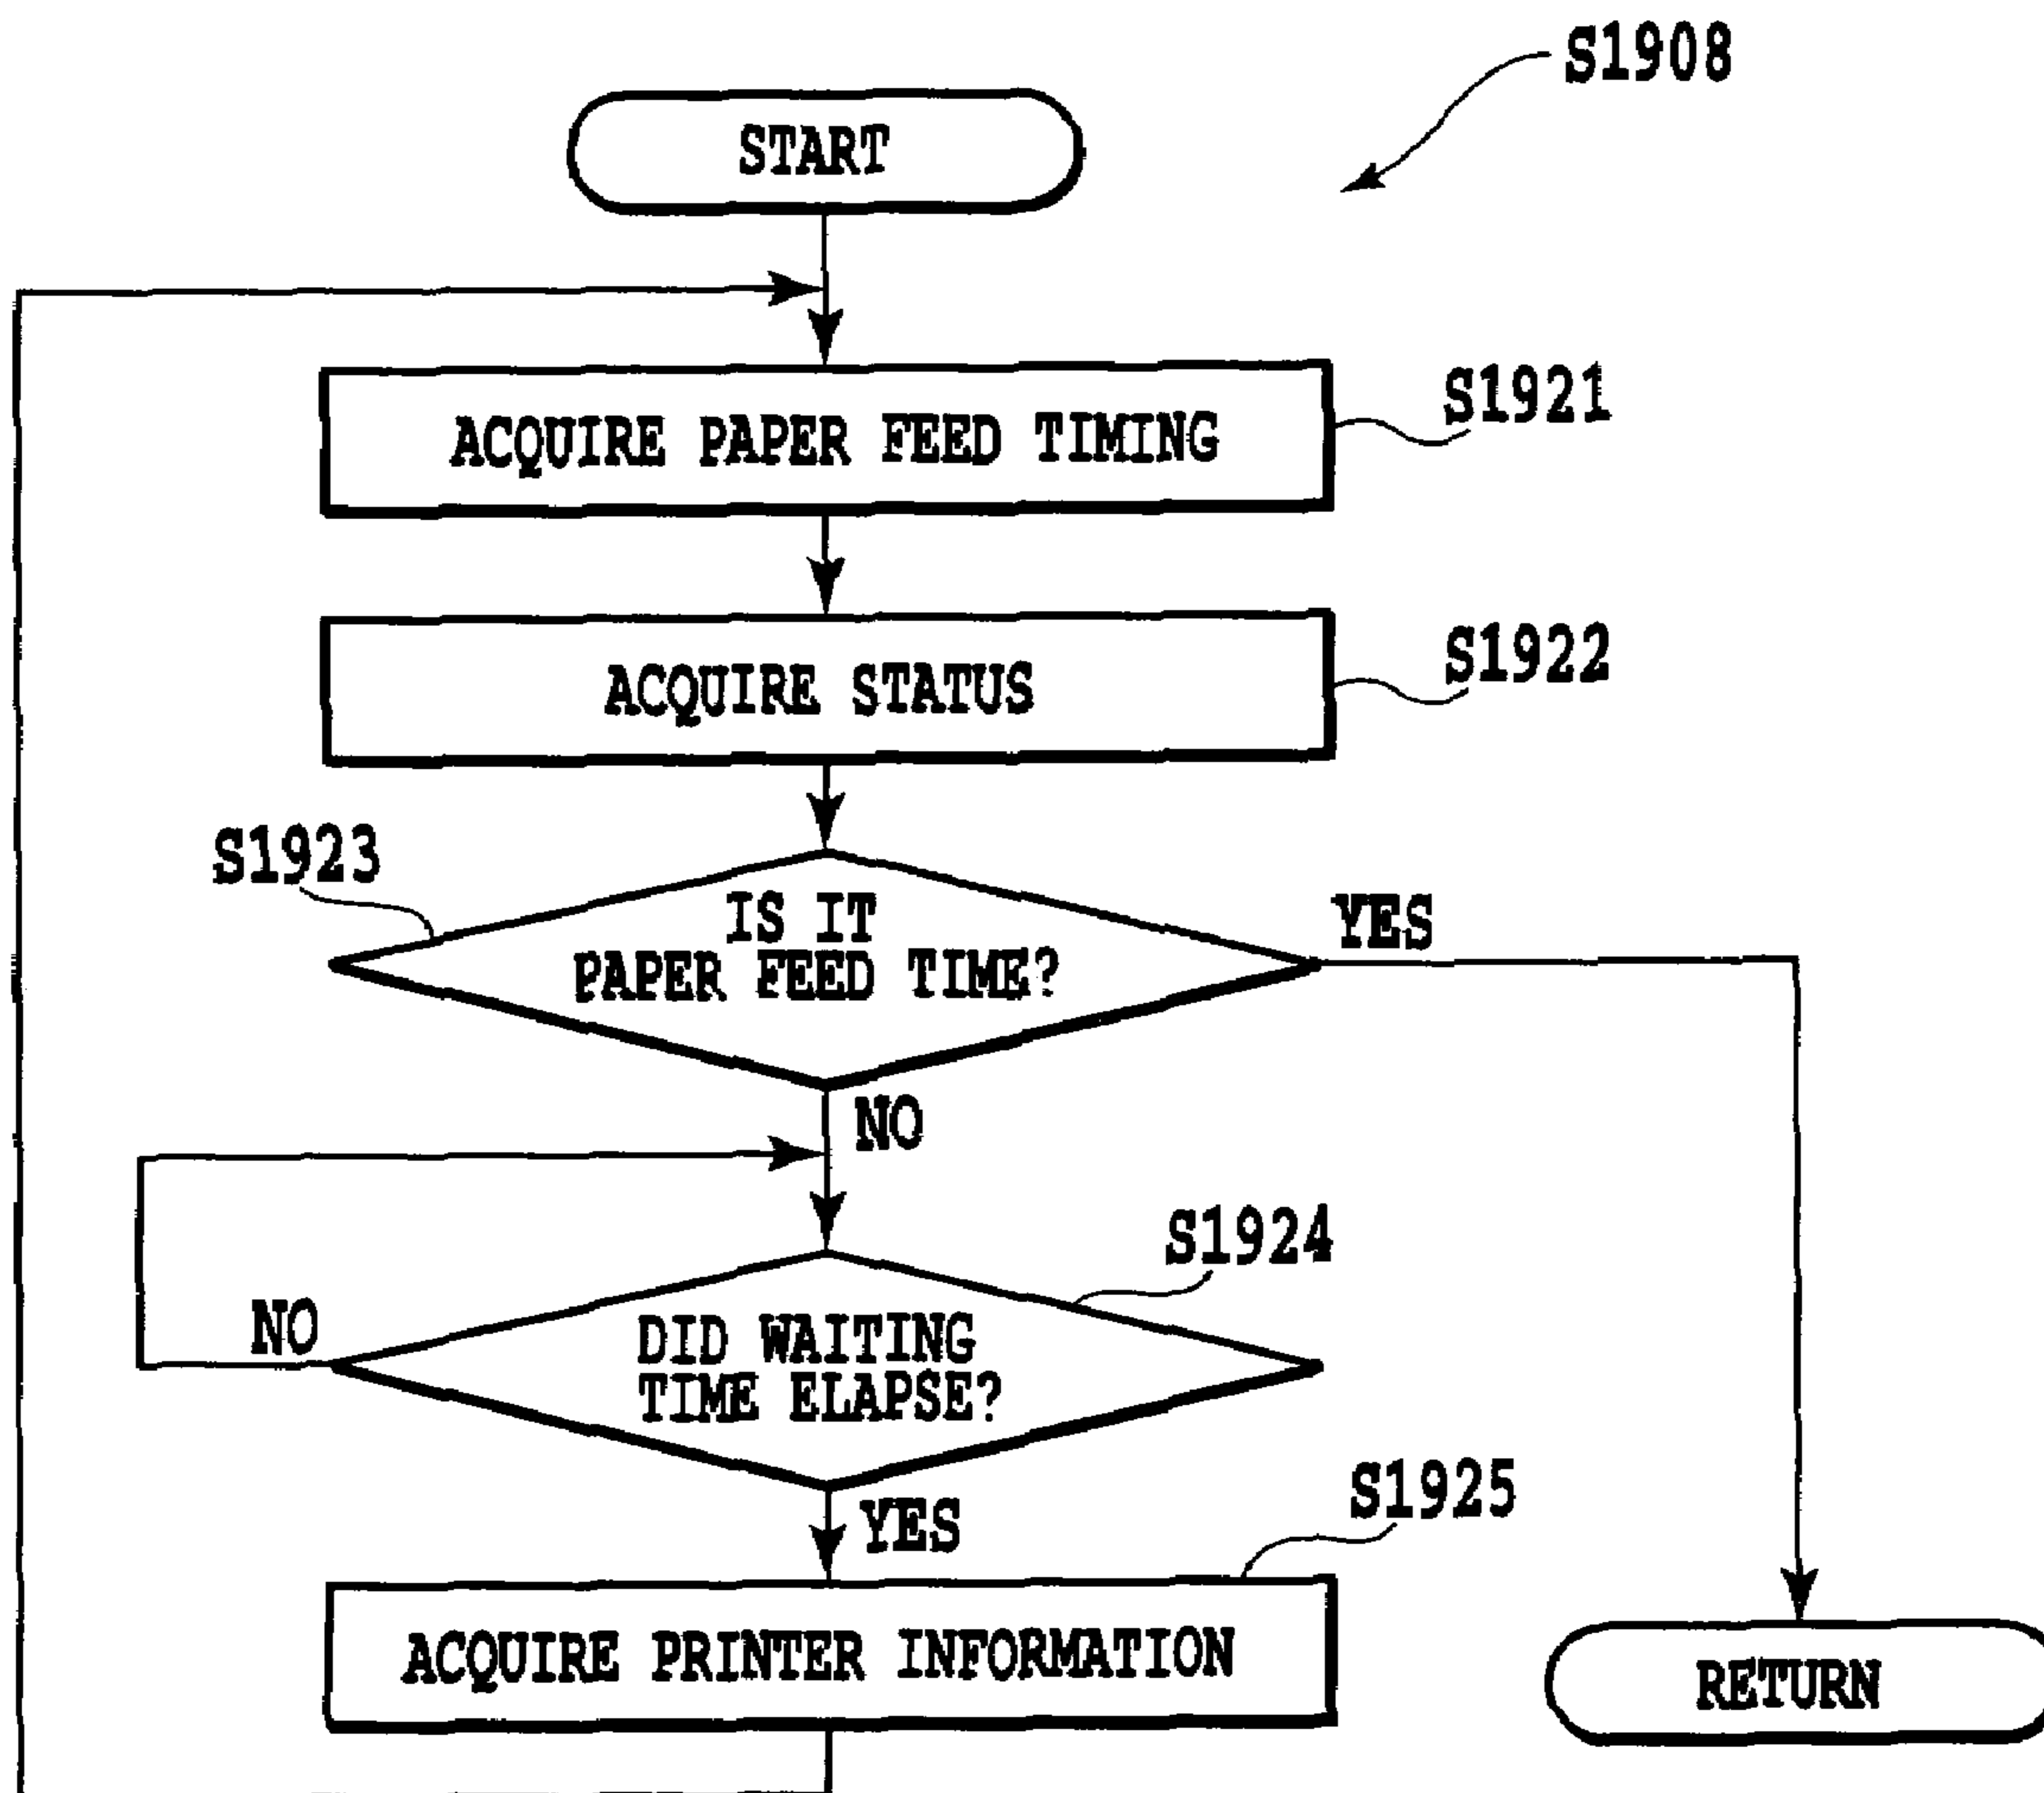 S1908
START
ACQUIRE PAPER FEED TIMING
S1921
ACQUIRE STATUS
S1922
S1923
IS IT
PAPER FEED TIME?
YES
NO
S1924
DID WAITING
TIME ELAPSE?
NO
YES
S1925
ACQUIRE PRINTER INFORMATION
RETURN